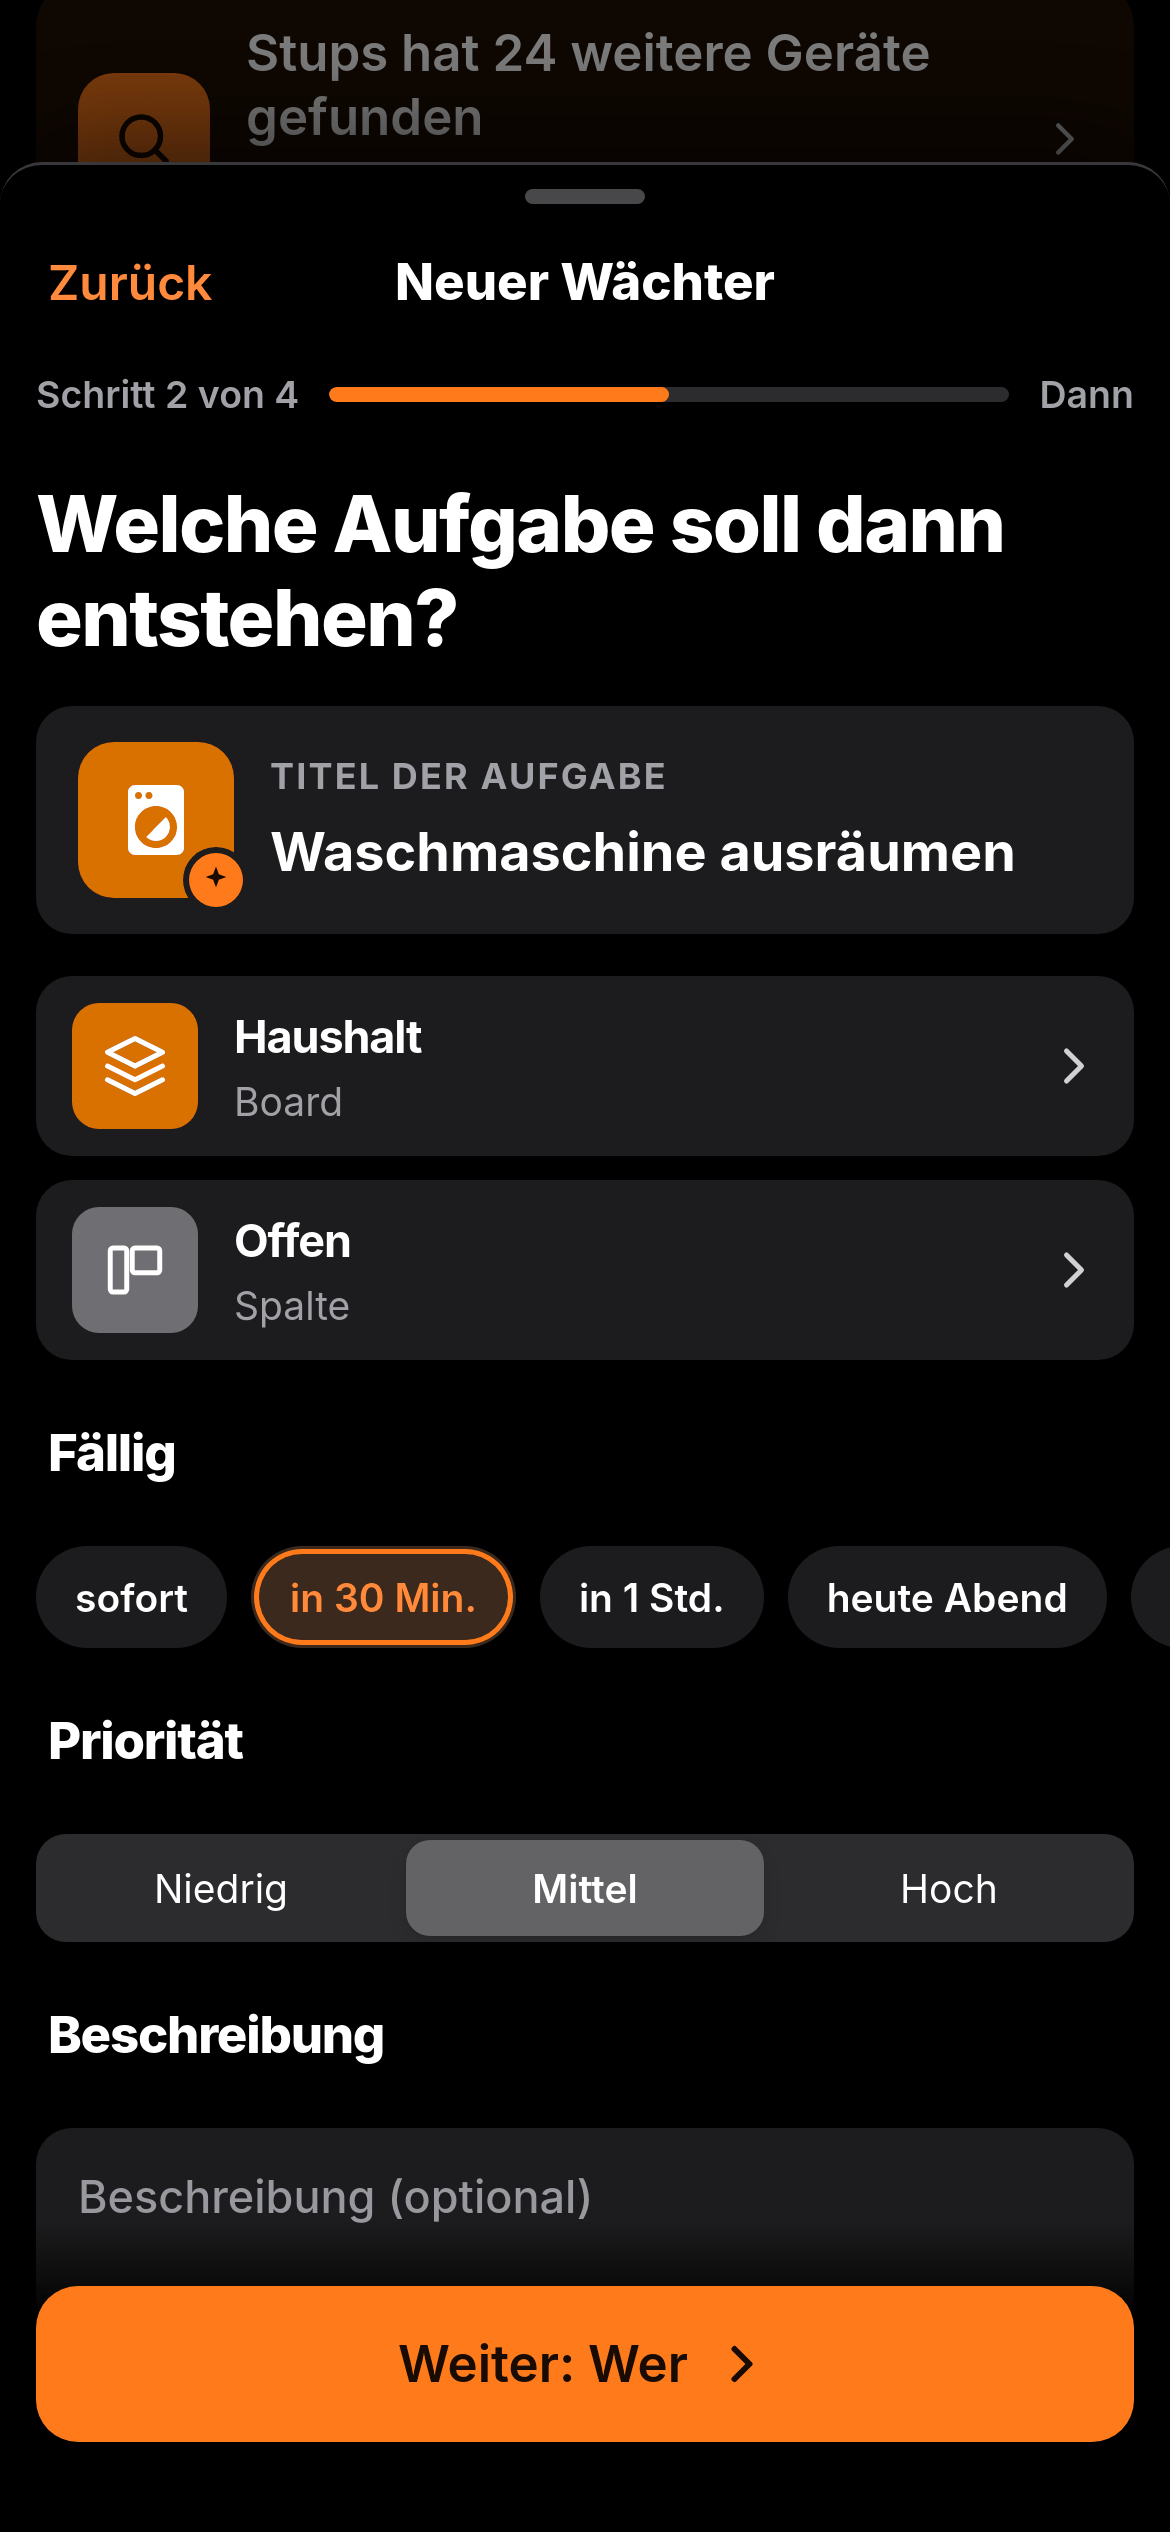 Stups hat 24 weitere Geräte
gefunden
Zurück
Neuer Wächter
Schritt 2 von 4
Dann
Welche Aufgabe soll dann
entstehen?
TITEL DER AUFGABE
Waschmaschine ausräumen
Haushalt
Board
Offen
Spalte
Fällig
sofort
in 30 Min.
in 1 Std.
heute Abend
Priorität
Niedrig
Mittel
Hoch
Beschreibung
Beschreibung (optional)
Weiter: Wer